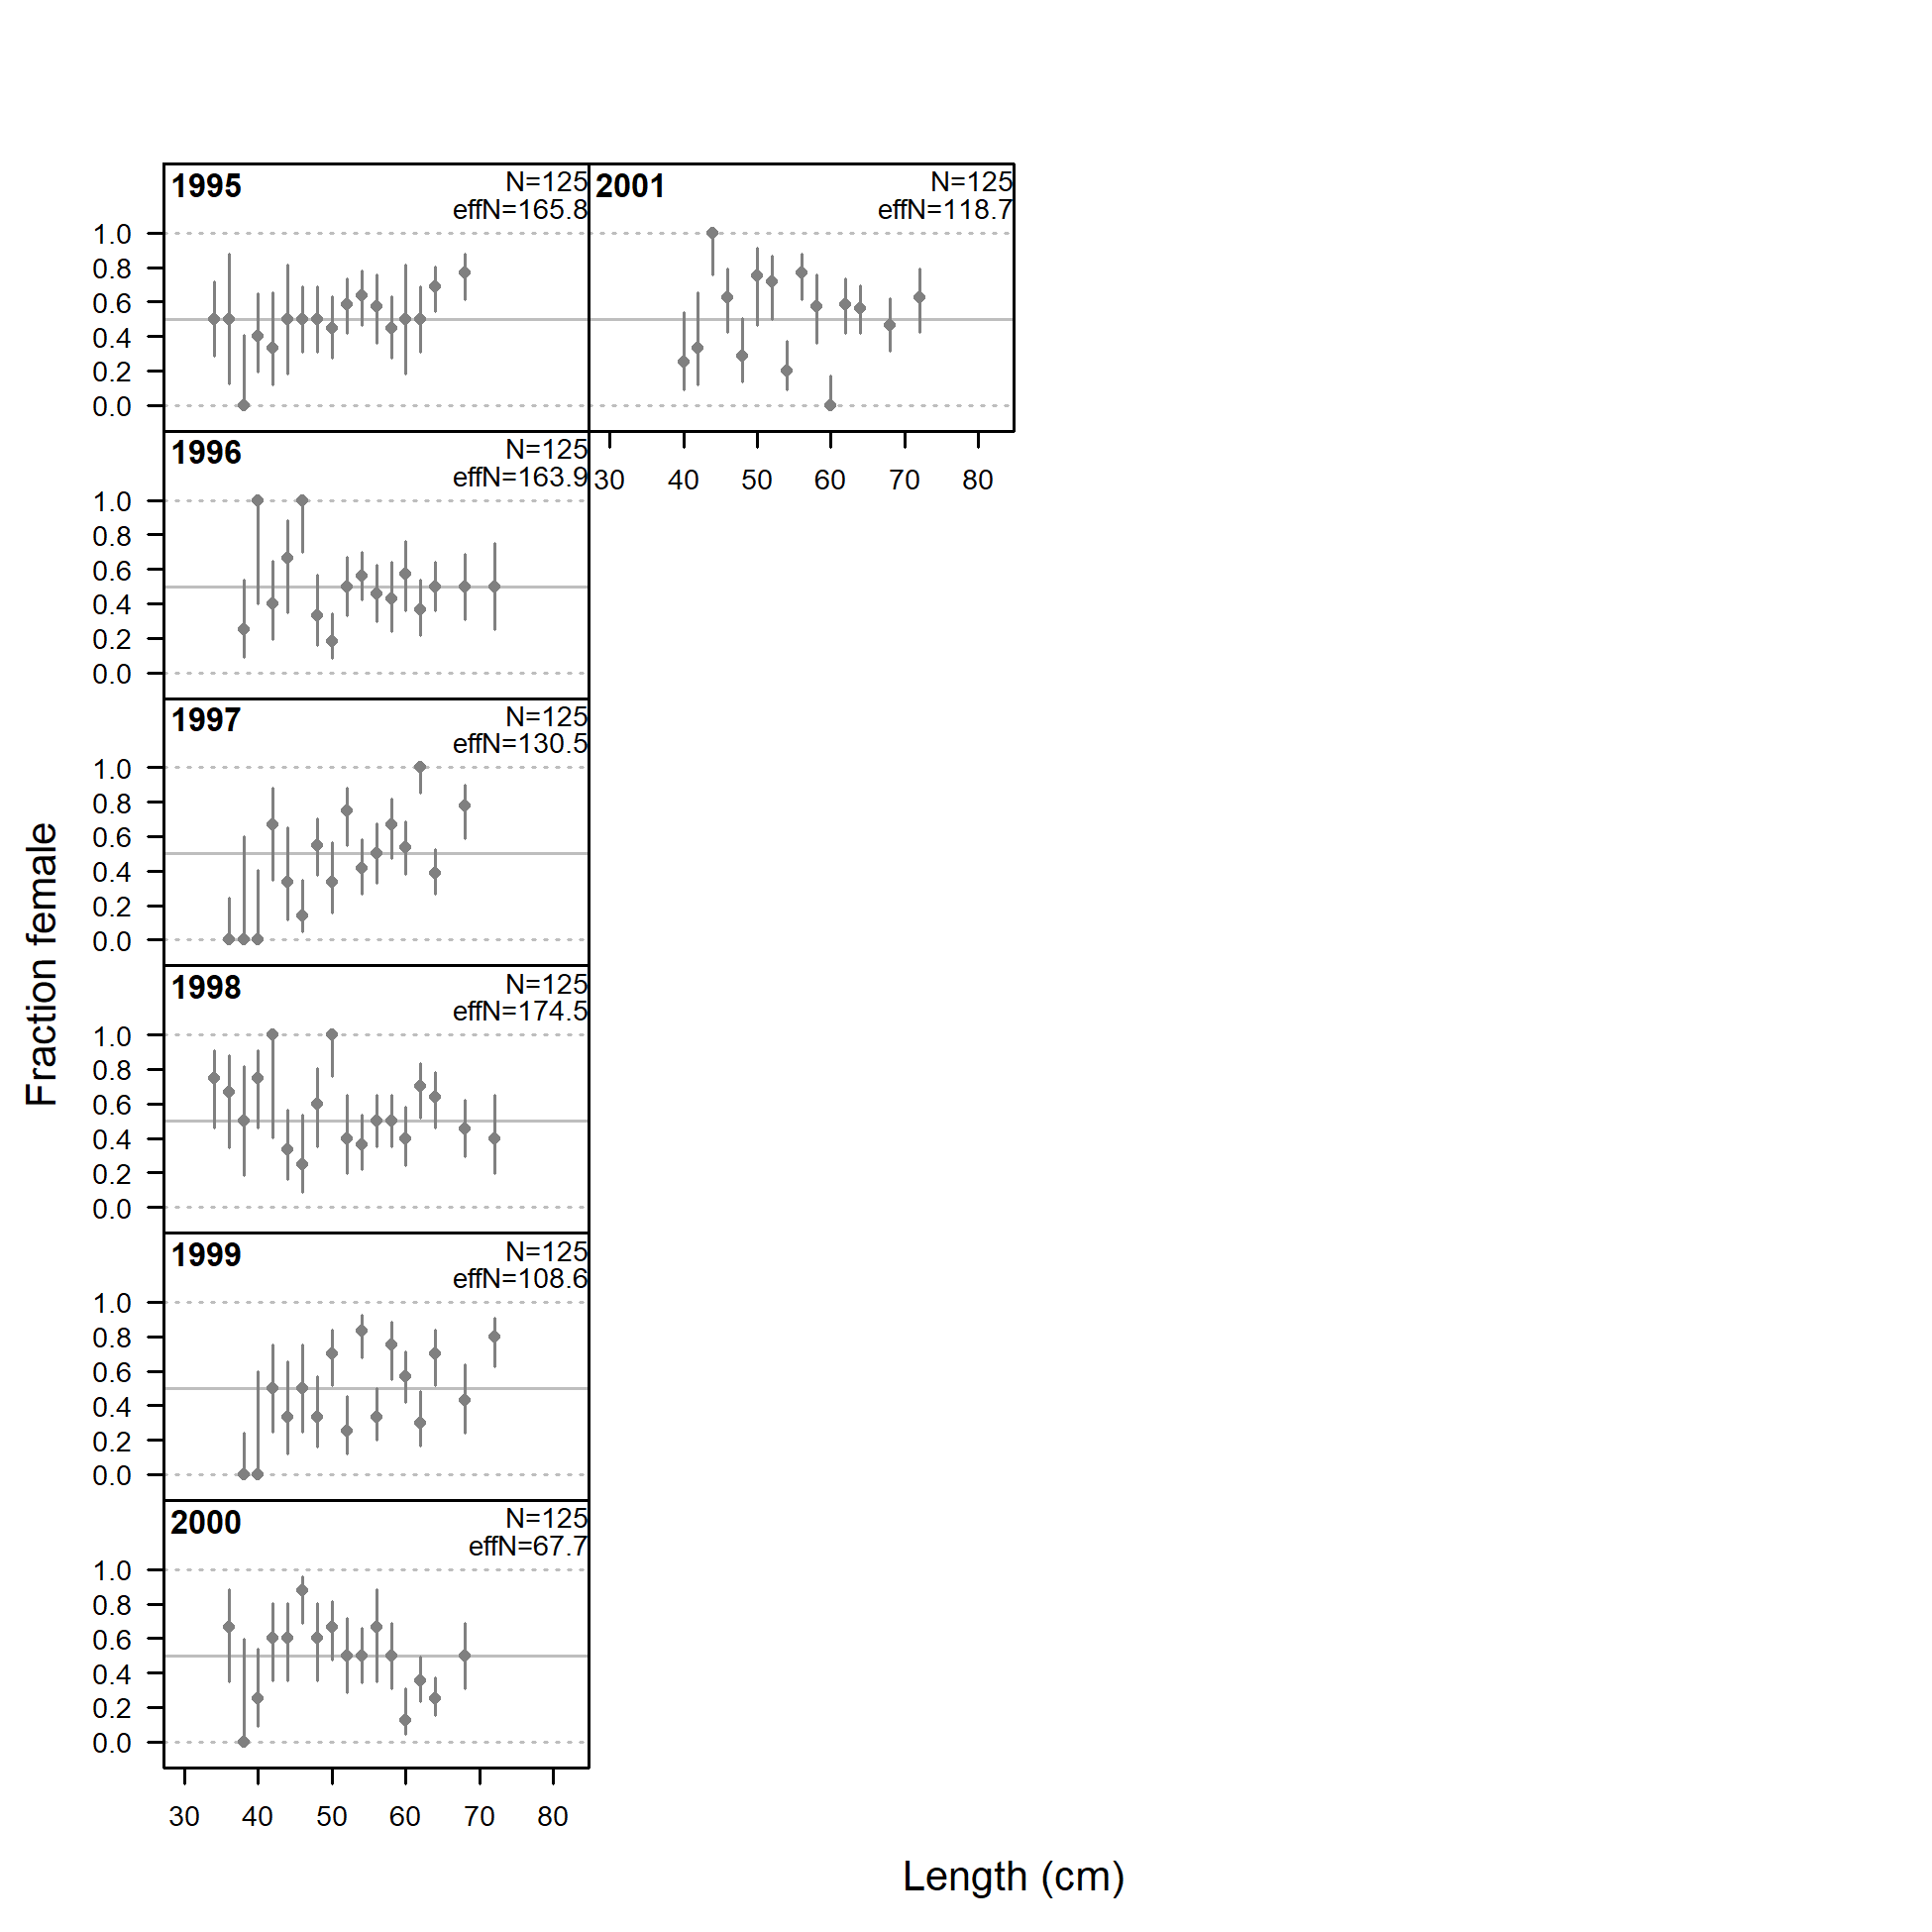 1995 N=125
effN=165.8
1.0
0.8
0.6
0.4
0.2
0.0
2001 N=125
effN=118.7
30 40 50 60 70 80
1996 N=125
effN=163.9
1.0
0.8
0.6
0.4
0.2
0.0
1997 N=125
effN=130.5
1.0
0.8
0.6
0.4
0.2
0.0
1998 N=125
effN=174.5
1.0
0.8
0.6
0.4
0.2
0.0
1999 N=125
effN=108.6
1.0
0.8
0.6
0.4
0.2
0.0
2000 N=125
effN=67.7
1.0
0.8
0.6
0.4
0.2
0.0
30 40 50 60 70 80
Fraction female
Length (cm)